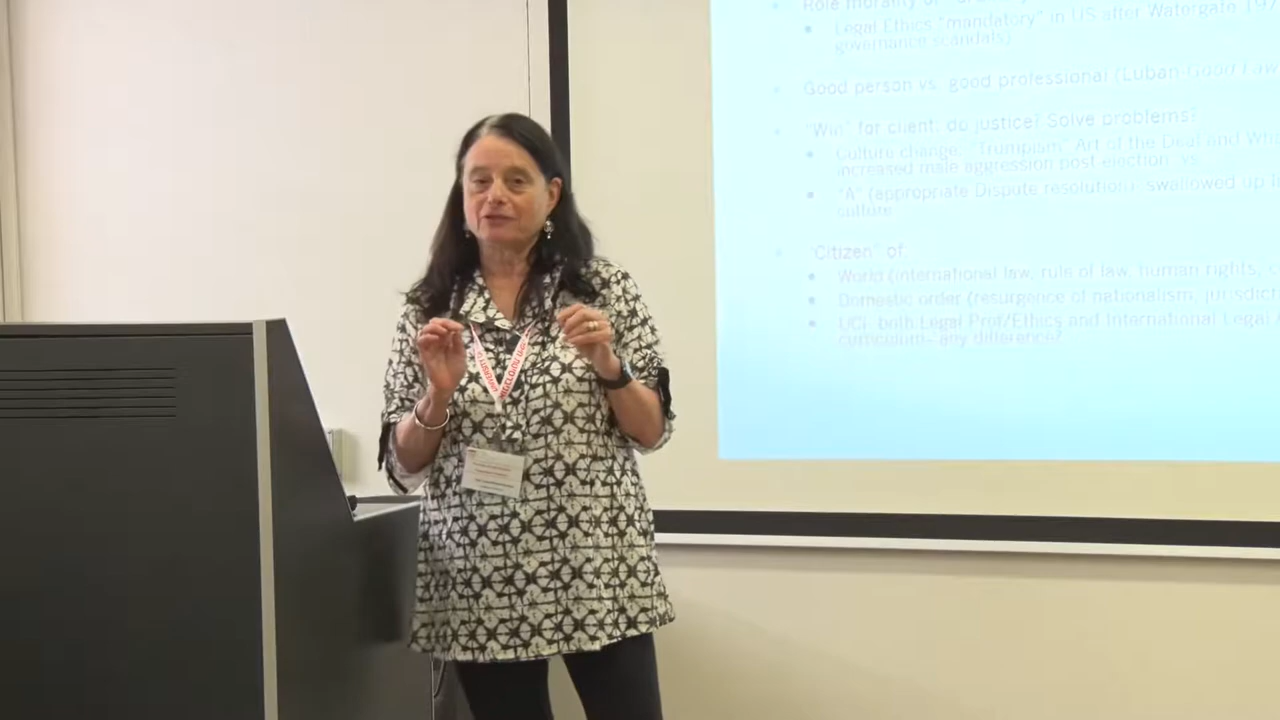 Role morality of
Legal Ethics "mandatory" in US after Watergate 197
governance scandals)
Good person vs. good professional (Luban-Good Law
"Win" for client; do justice? Solve problems?
Culture change: "Trumpism" Art of the Deal and
increased male aggression post election, vs.
"A" (appropriate Dispute resolution), swallowed up
culture
"Citizen" of:
World (international law, rule of law, human rights,
Domestic order (resurgence of nationalism, jurisdict
UCI- both Legal Prof/Ethics and International Legal
curriculum- any difference?
UNIVERSITY